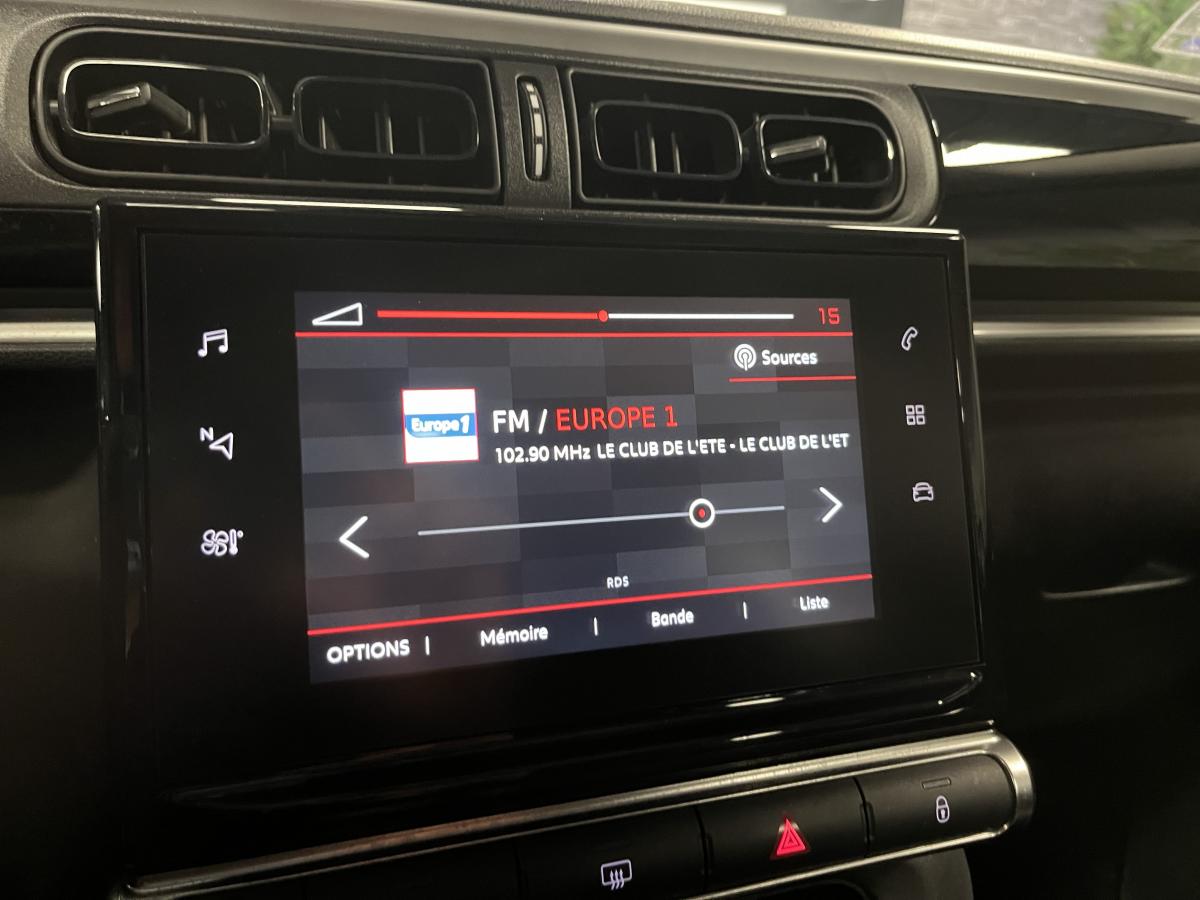 15
Sources
Europe 1
FM / EUROPE 1
102.90 MHz LE CLUB DE L'ETE - LE CLUB DE L'ET
N
RDS
OPTIONS | Mémoire | Bande | Liste